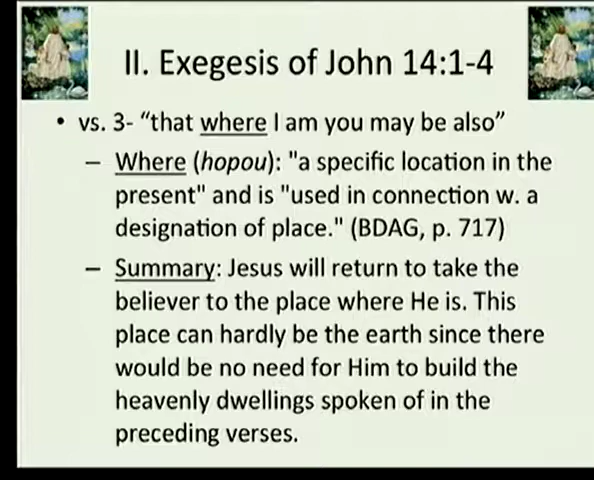 II. Exegesis of John 14:1-4
• vs. 3- “that where I am you may be also”
– Where (hopou): "a specific location in the
present" and is "used in connection w. a
designation of place." (BDAG, p. 717)
– Summary: Jesus will return to take the
believer to the place where He is. This
place can hardly be the earth since there
would be no need for Him to build the
heavenly dwellings spoken of in the
preceding verses.